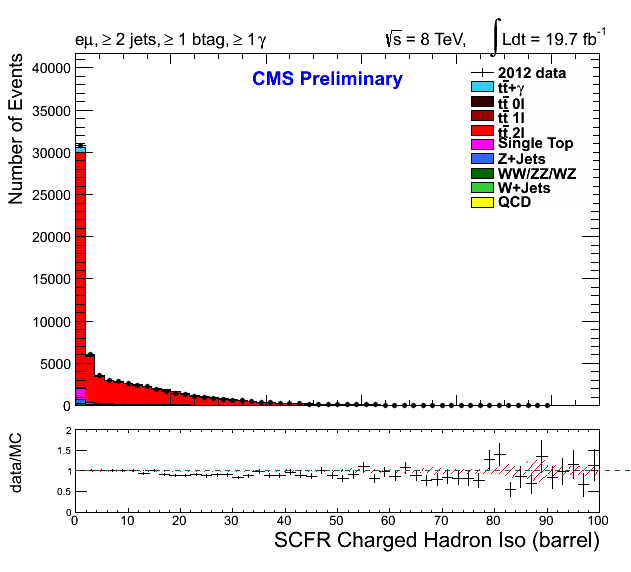 eμ, ≥ 2 jets, ≥ 1 btag, ≥ 1 γ
√s = 8 TeV, ∫ Ldt = 19.7 fb⁻¹
CMS Preliminary
2012 data
tt̄+γ
tt̄ 0l
tt̄ 1l
tt̄ 2l
Single Top
Z+Jets
WW/ZZ/WZ
W+Jets
QCD
Number of Events
40000
35000
30000
25000
20000
15000
10000
5000
0
data/MC
2
1.5
1
0.5
0
0 10 20 30 40 50 60 70 80 90 100
SCFR Charged Hadron Iso (barrel)